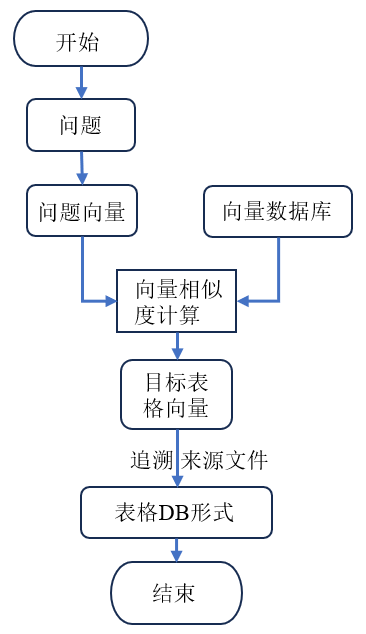 开始
问题
问题向量
向量数据库
向量相似
度计算
目标表
格向量
追溯 来源文件
表格DB形式
结束